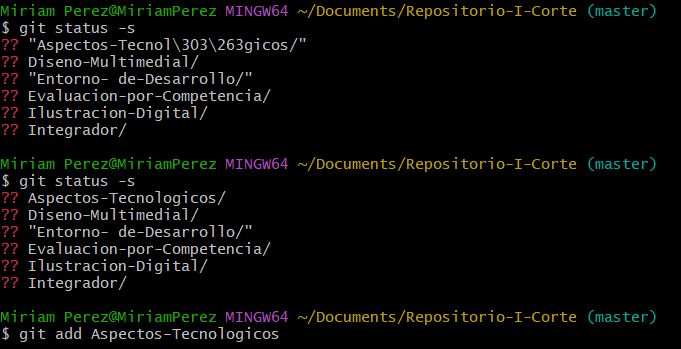 Miriam Perez@MiriamPerez MINGW64 ~/Documents/Repositorio-I-Corte (master)
$ git status -s
?? "Aspectos-Tecnol\303\263gicos/"
?? Diseno-Multimedial/
?? "Entorno- de-Desarrollo/"
?? Evaluacion-por-Competencia/
?? Ilustracion-Digital/
?? Integrador/
Miriam Perez@MiriamPerez MINGW64 ~/Documents/Repositorio-I-Corte (master)
$ git status -s
?? Aspectos-Tecnologicos/
?? Diseno-Multimedial/
?? "Entorno- de-Desarrollo/"
?? Evaluacion-por-Competencia/
?? Ilustracion-Digital/
?? Integrador/
Miriam Perez@MiriamPerez MINGW64 ~/Documents/Repositorio-I-Corte (master)
$ git add Aspectos-Tecnologicos